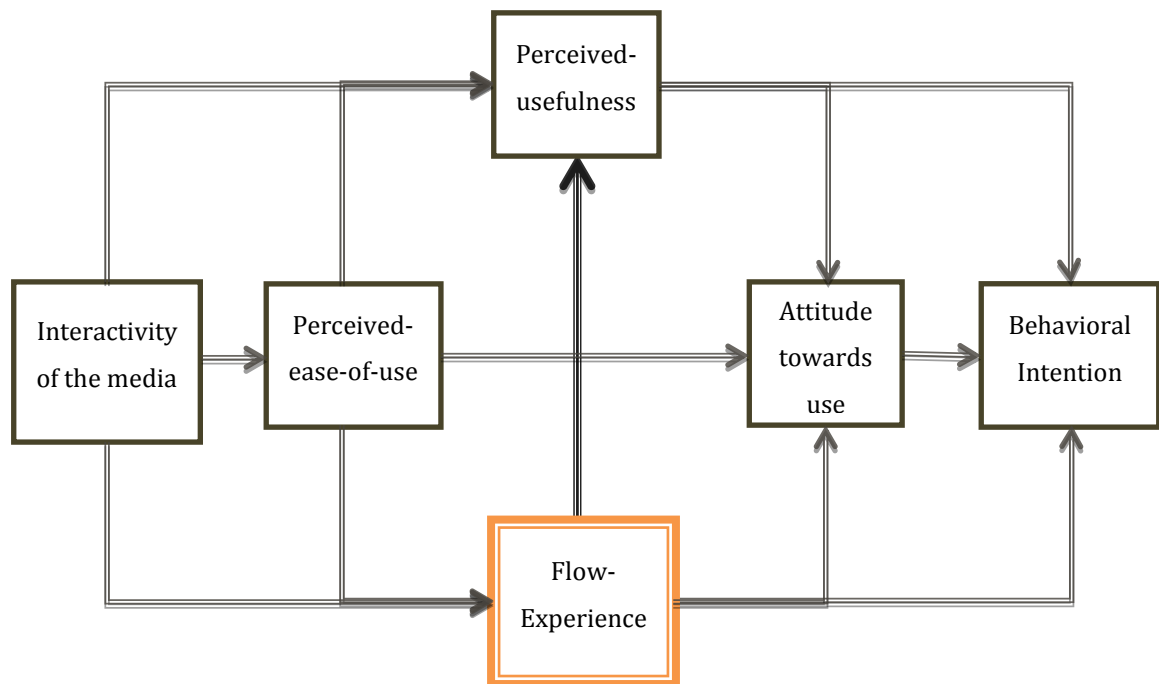 Perceived-
usefulness
Interactivity
of the media
Perceived-
ease-of-use
Attitude
towards
use
Behavioral
Intention
Flow-
Experience